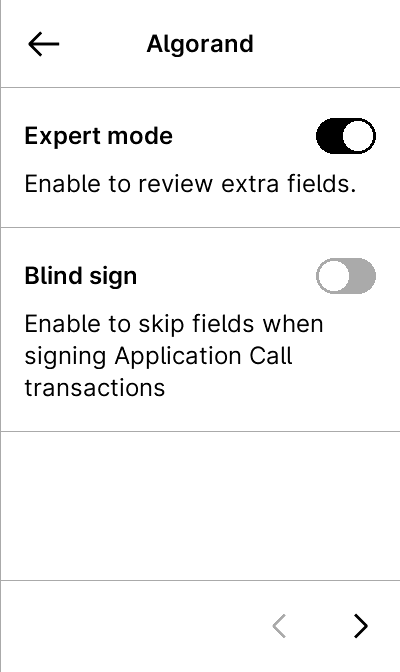 Algorand
Expert mode
Enable to review extra fields.
Blind sign
Enable to skip fields when
signing Application Call
transactions